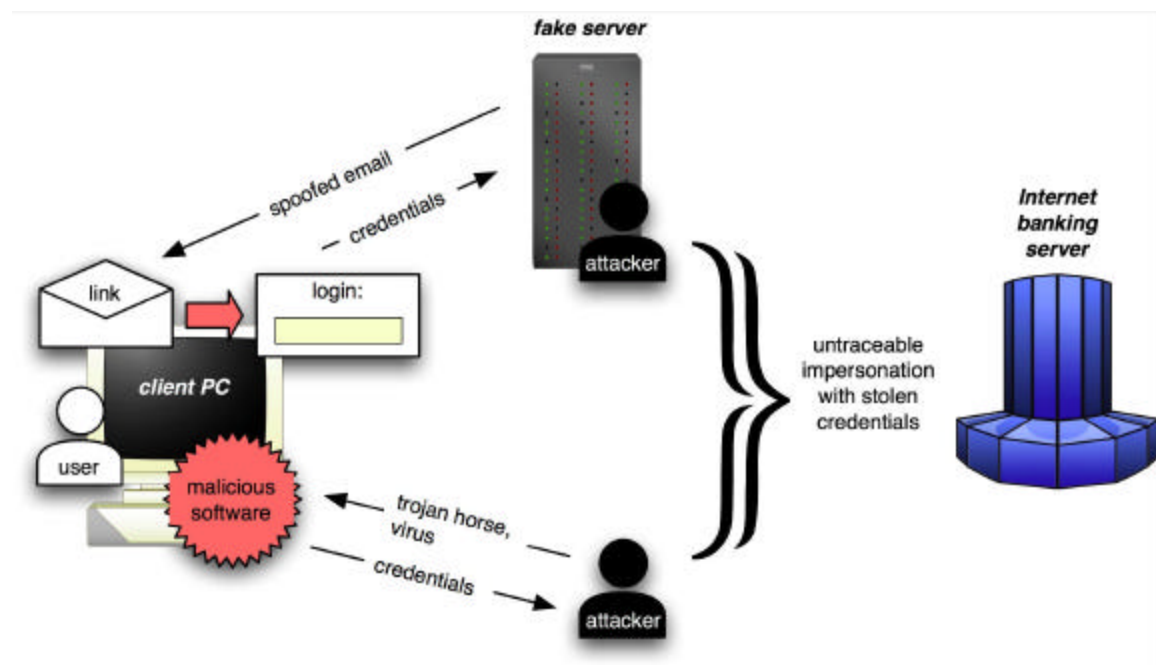 fake server
spoofed email
credentials
attacker
Internet
banking
server
link
login:
client PC
user
untraceable
impersonation
with stolen
credentials
malicious
software
trojan horse,
virus
credentials
attacker